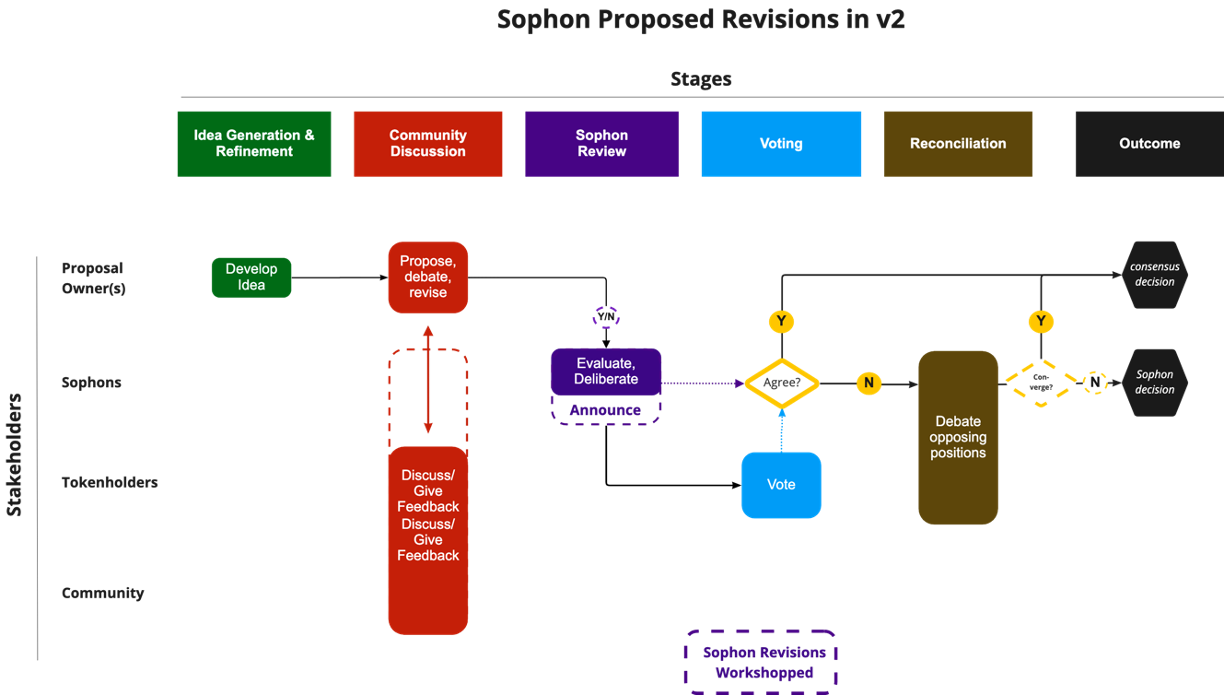 Sophon Proposed Revisions in v2
Stages
Idea Generation &
Refinement
Community
Discussion
Sophon
Review
Voting
Reconciliation
Outcome
Stakeholders
Proposal
Owner(s)
Develop
Idea
Propose,
debate,
revise
Y/N
Y
Y
consensus
decision
Sophons
Evaluate,
Deliberate
Announce
Agree?
N
Con-
verge?
N
Sophon
decision
Tokenholders
Discuss/
Give
Feedback
Discuss/
Give
Feedback
Vote
Debate
opposing
positions
Community
Sophon Revisions
Workshopped